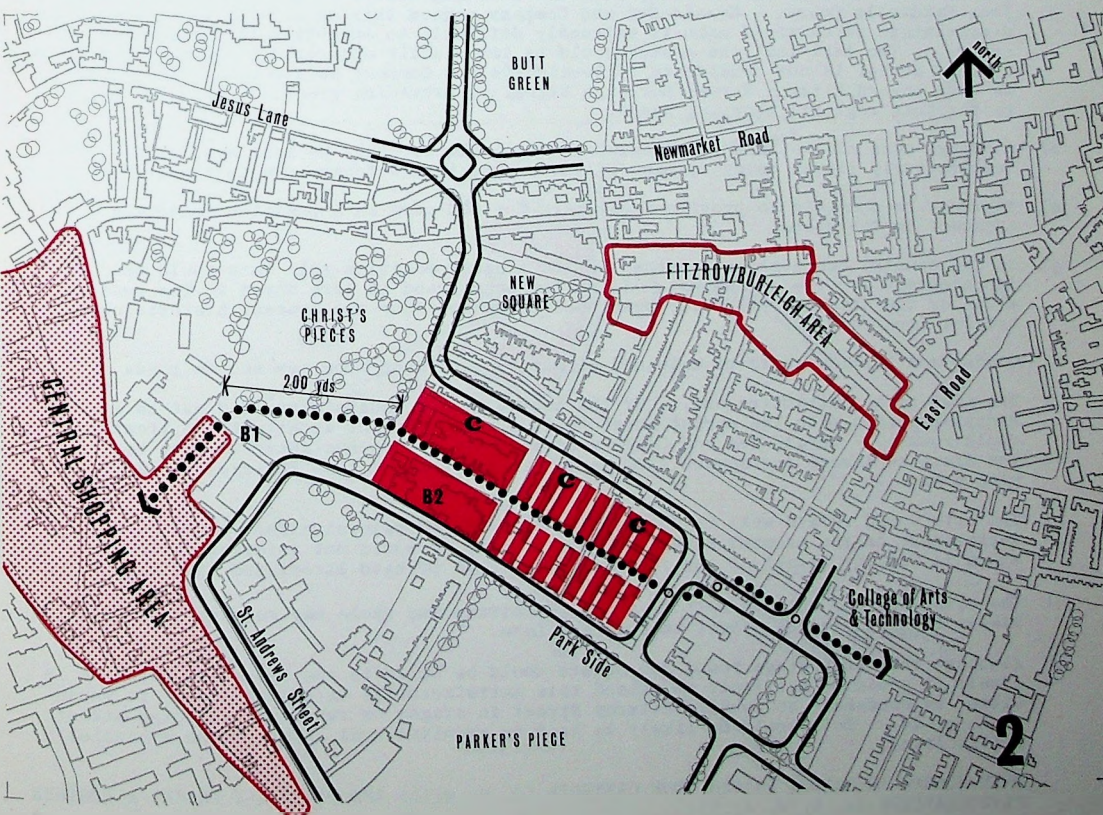 BUTT
GREEN
north
Jesus Lane
Newmarket Road
FITZROY/BURLEIGH AREA
NEW
SQUARE
CHRIST'S
PIECES
200 yds
CENTRAL SHOPPING AREA
B1
C
East Road
C
B2
C
College of Arts
& Technology
St. Andrews Street
Park Side
PARKER'S PIECE
2